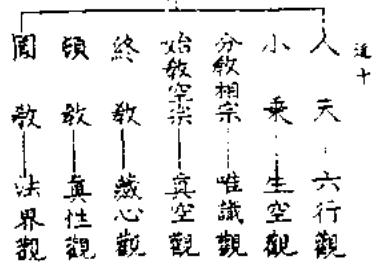 十
人天…六行觀
小乘…生空觀
分教相宗…唯識觀
始教空宗—真空觀
終教—藏心觀
頓教—真性觀
圓教—法界觀